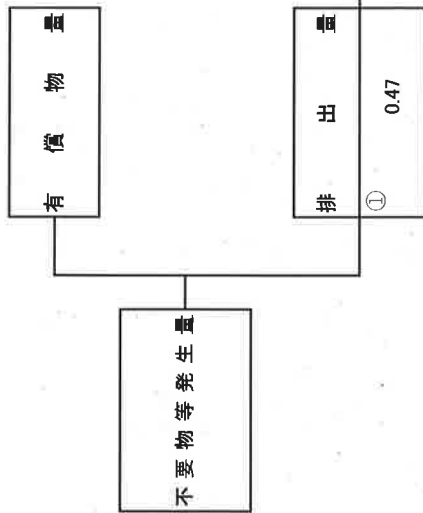 不要物等発生量
有償物量
排出量
①
0.47